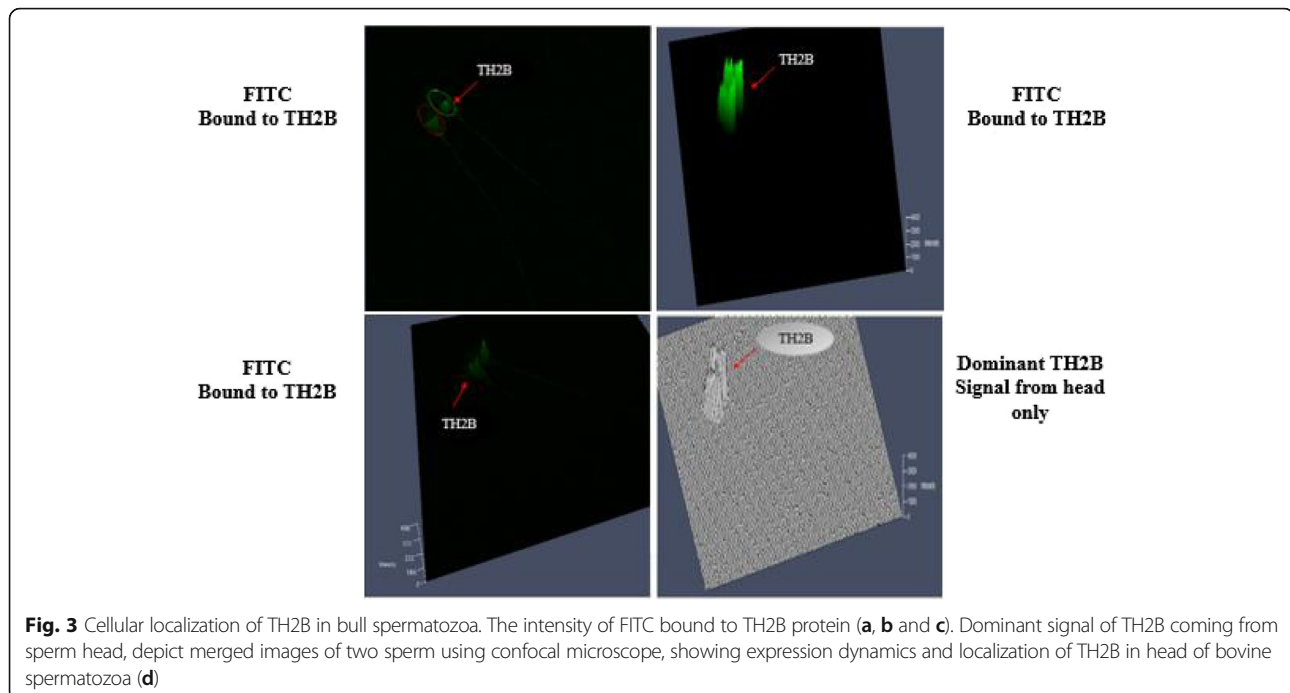 FITC
Bound to TH2B
TH2B
TH2B
FITC
Bound to TH2B
FITC
Bound to TH2B
TH2B
TH2B
Dominant TH2B
Signal from head
only
Fig. 3 Cellular localization of TH2B in bull spermatozoa. The intensity of FITC bound to TH2B protein (a, b and c). Dominant signal of TH2B coming from
sperm head, depict merged images of two sperm using confocal microscope, showing expression dynamics and localization of TH2B in head of bovine
spermatozoa (d)